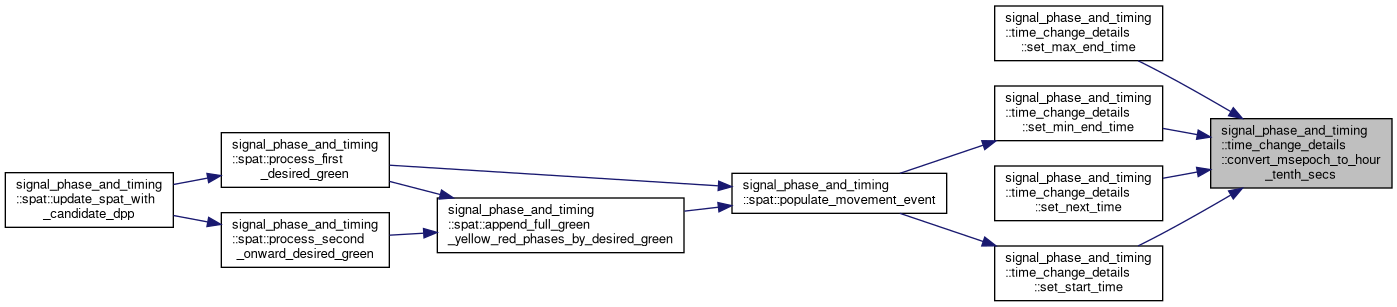 signal_phase_and_timing
::spat::update_spat_with
_candidate_dpp
signal_phase_and_timing
::spat::process_first
_desired_green
signal_phase_and_timing
::spat::process_second
_onward_desired_green
signal_phase_and_timing
::spat::append_full_green
_yellow_red_phases_by_desired_green
signal_phase_and_timing
::spat::populate_movement_event
signal_phase_and_timing
::time_change_details
::set_max_end_time
signal_phase_and_timing
::time_change_details
::set_min_end_time
signal_phase_and_timing
::time_change_details
::set_next_time
signal_phase_and_timing
::time_change_details
::set_start_time
signal_phase_and_timing
::time_change_details
::convert_msepoch_to_hour
_tenth_secs